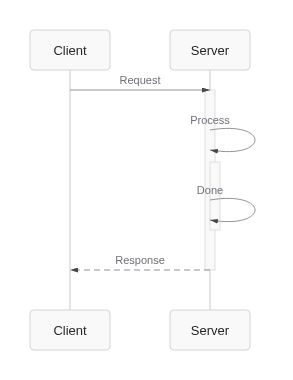 Client
Server
Request
Process
Done
Response
Client
Server